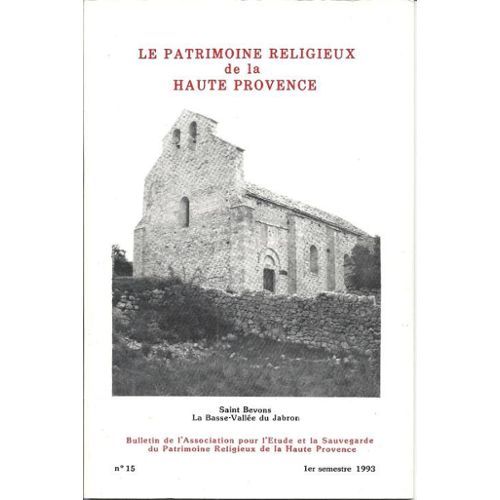 LE PATRIMOINE RELIGIEUX
de la
HAUTE PROVENCE
Saint Bevons
La Basse-Vallée du Jabron
Bulletin de l'Association pour l'Etude et la Sauvegarde
du Patrimoine Religieux de la Haute Provence
n° 15
1er semestre 1993